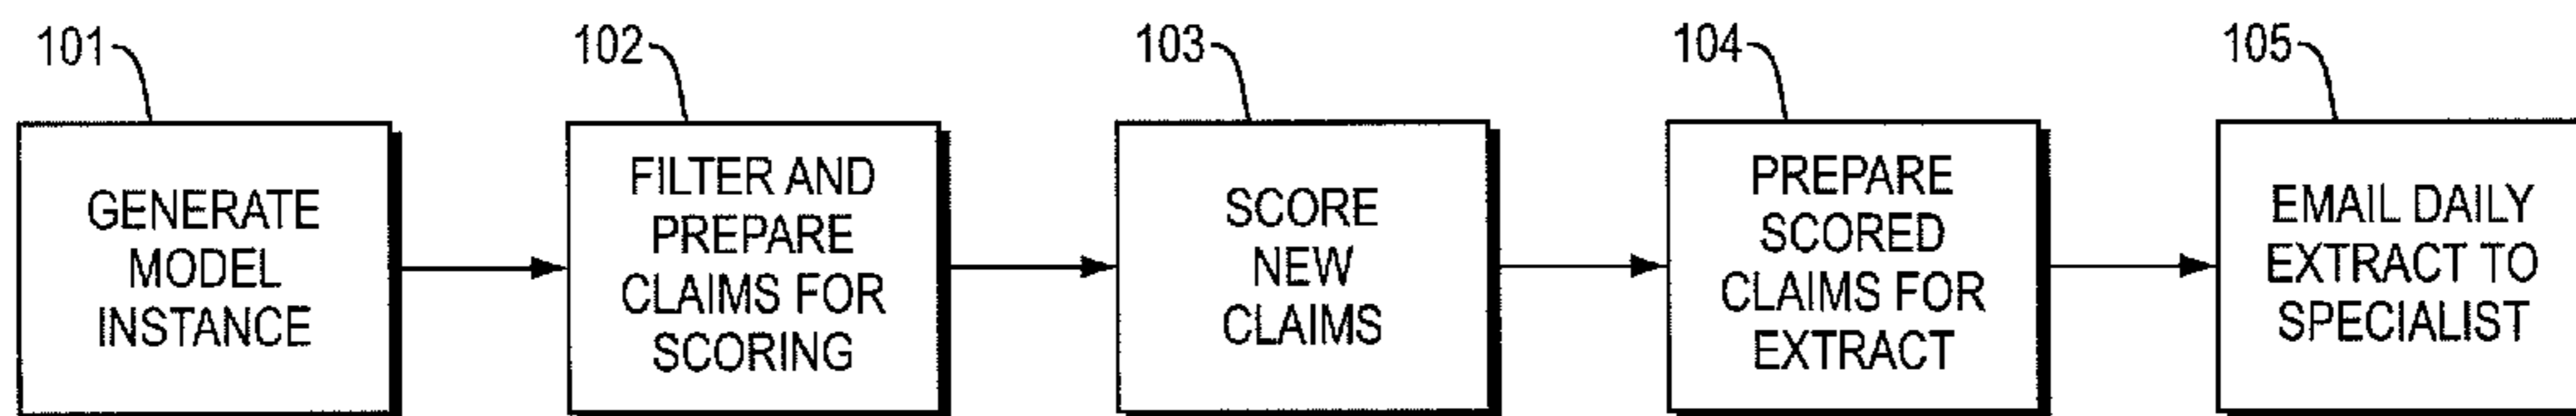 101
102
103
104
105
GENERATE
MODEL
INSTANCE
FILTER AND
PREPARE
CLAIMS FOR
SCORING
SCORE
NEW
CLAIMS
PREPARE
SCORED
CLAIMS FOR
EXTRACT
EMAIL DAILY
EXTRACT TO
SPECIALIST